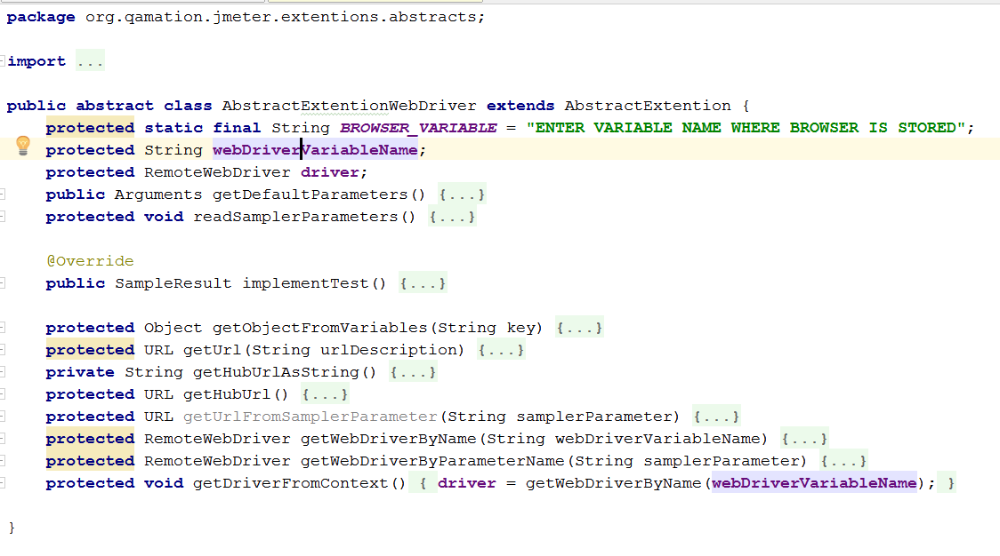 package org.qamation.jmeter.extentions.abstracts;
import ...
public abstract class AbstractExtentionWebDriver extends AbstractExtention {
protected static final String BROWSER_VARIABLE = "ENTER VARIABLE NAME WHERE BROWSER IS STORED";
protected String webDriverVariableName;
protected RemoteWebDriver driver;
public Arguments getDefaultParameters() {...}
protected void readSamplerParameters() {...}
@Override
public SampleResult implementTest() {...}
protected Object getObjectFromVariables(String key) {...}
protected URL getUrl(String urlDescription) {...}
private String getHubUrlAsString() {...}
protected URL getHubUrl() {...}
protected URL getUrlFromSamplerParameter(String samplerParameter) {...}
protected RemoteWebDriver getWebDriverByName(String webDriverVariableName) {...}
protected RemoteWebDriver getWebDriverByParameterName(String samplerParameter) {...}
protected void getDriverFromContext() { driver = getWebDriverByName(webDriverVariableName); }
}